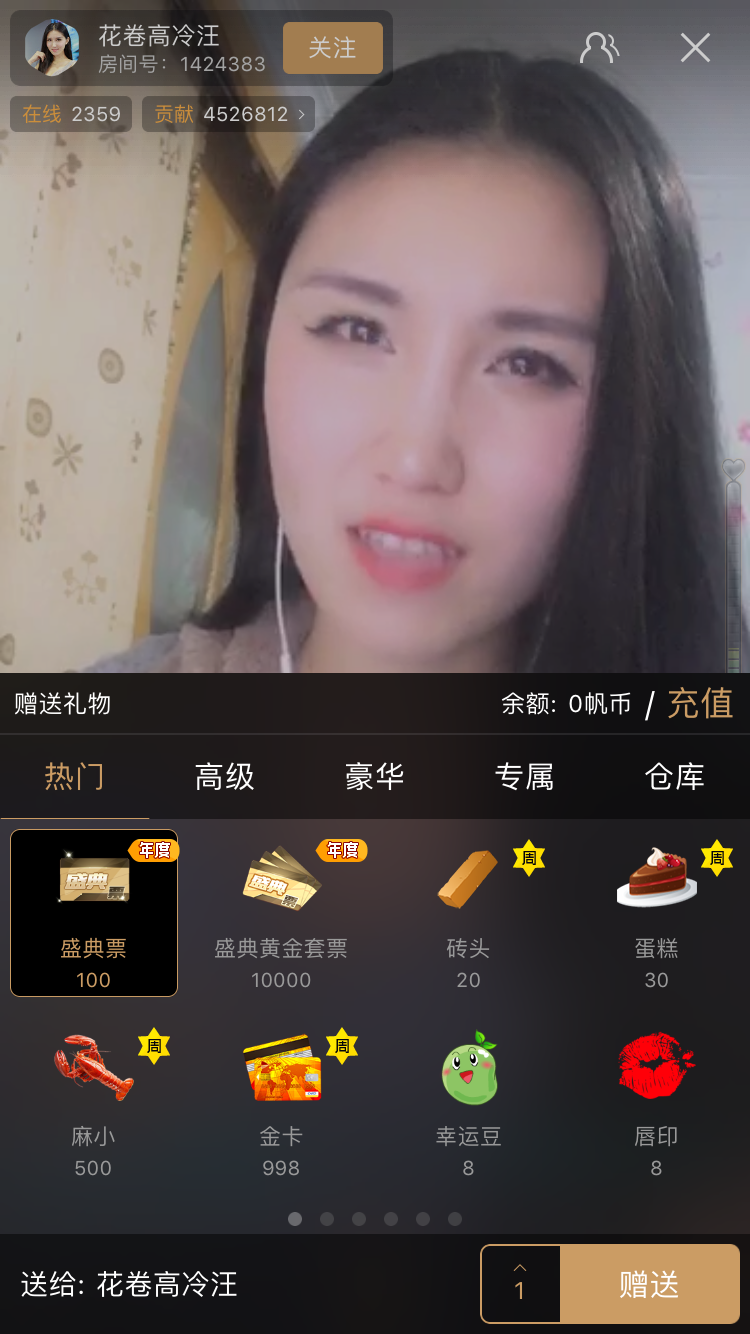 花卷高冷汪
房间号：1424383
关注
在线 2359
贡献 4526812 >
赠送礼物
余额: 0帆币 / 充值
热门
高级
豪华
专属
仓库
年度
盛典
票
盛典票
100
年度
盛典
票
盛典黄金套票
10000
周
砖头
20
周
蛋糕
30
周
麻小
500
周
金卡
998
幸运豆
8
唇印
8
送给: 花卷高冷汪
1
赠送